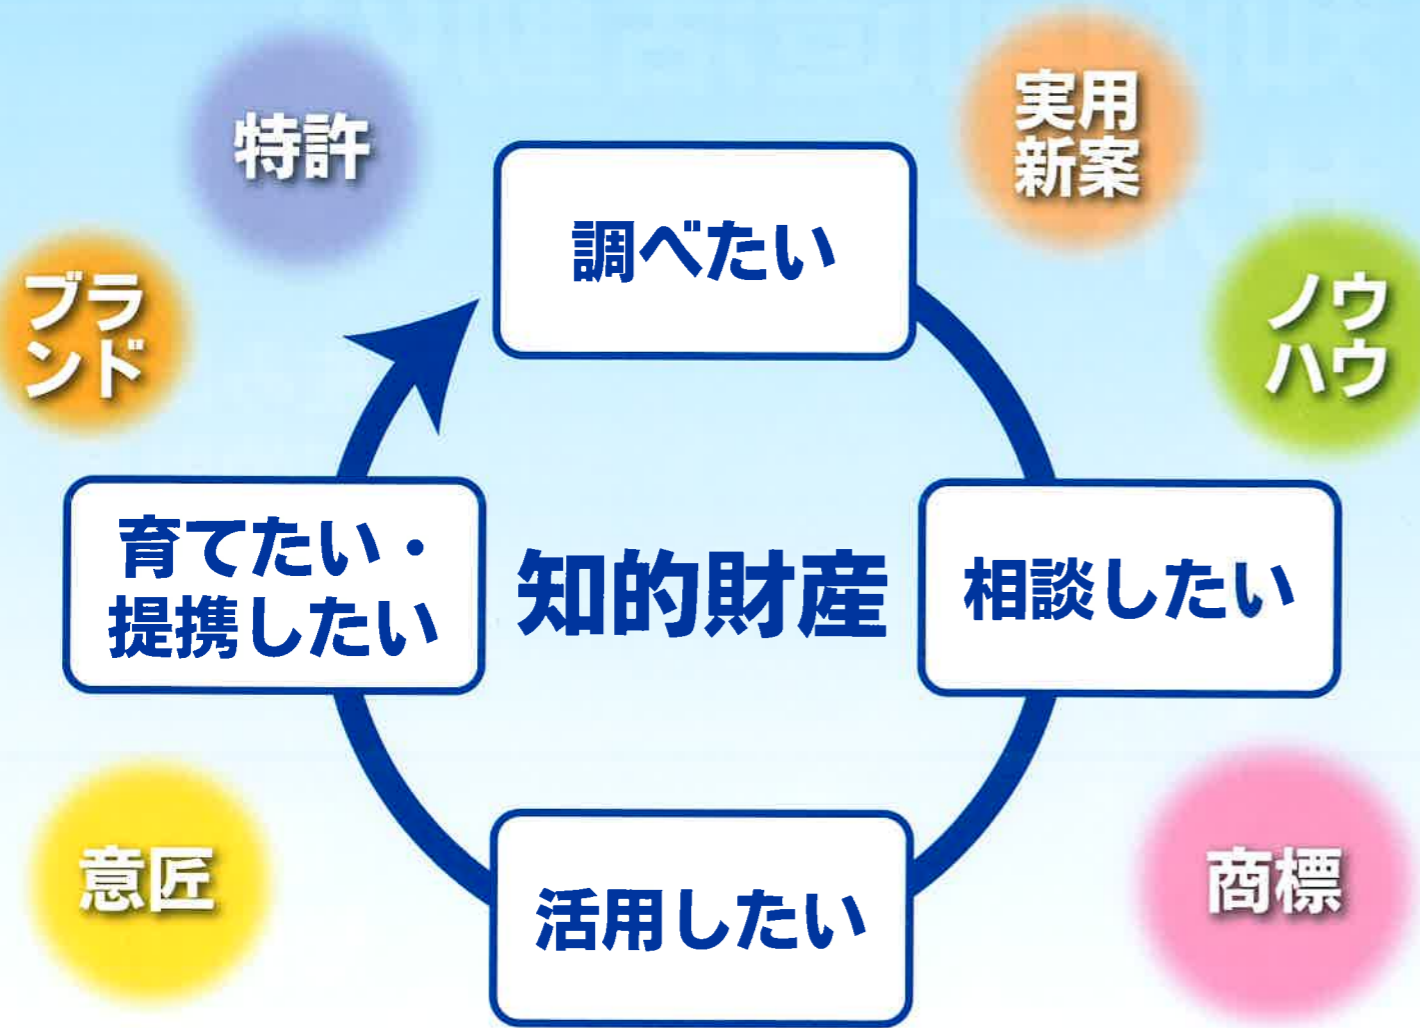 特許
実用
新案
調べたい
ブラ
ンド
ノウ
ハウ
育てたい・
提携したい
知的財産
相談したい
意匠
商標
活用したい